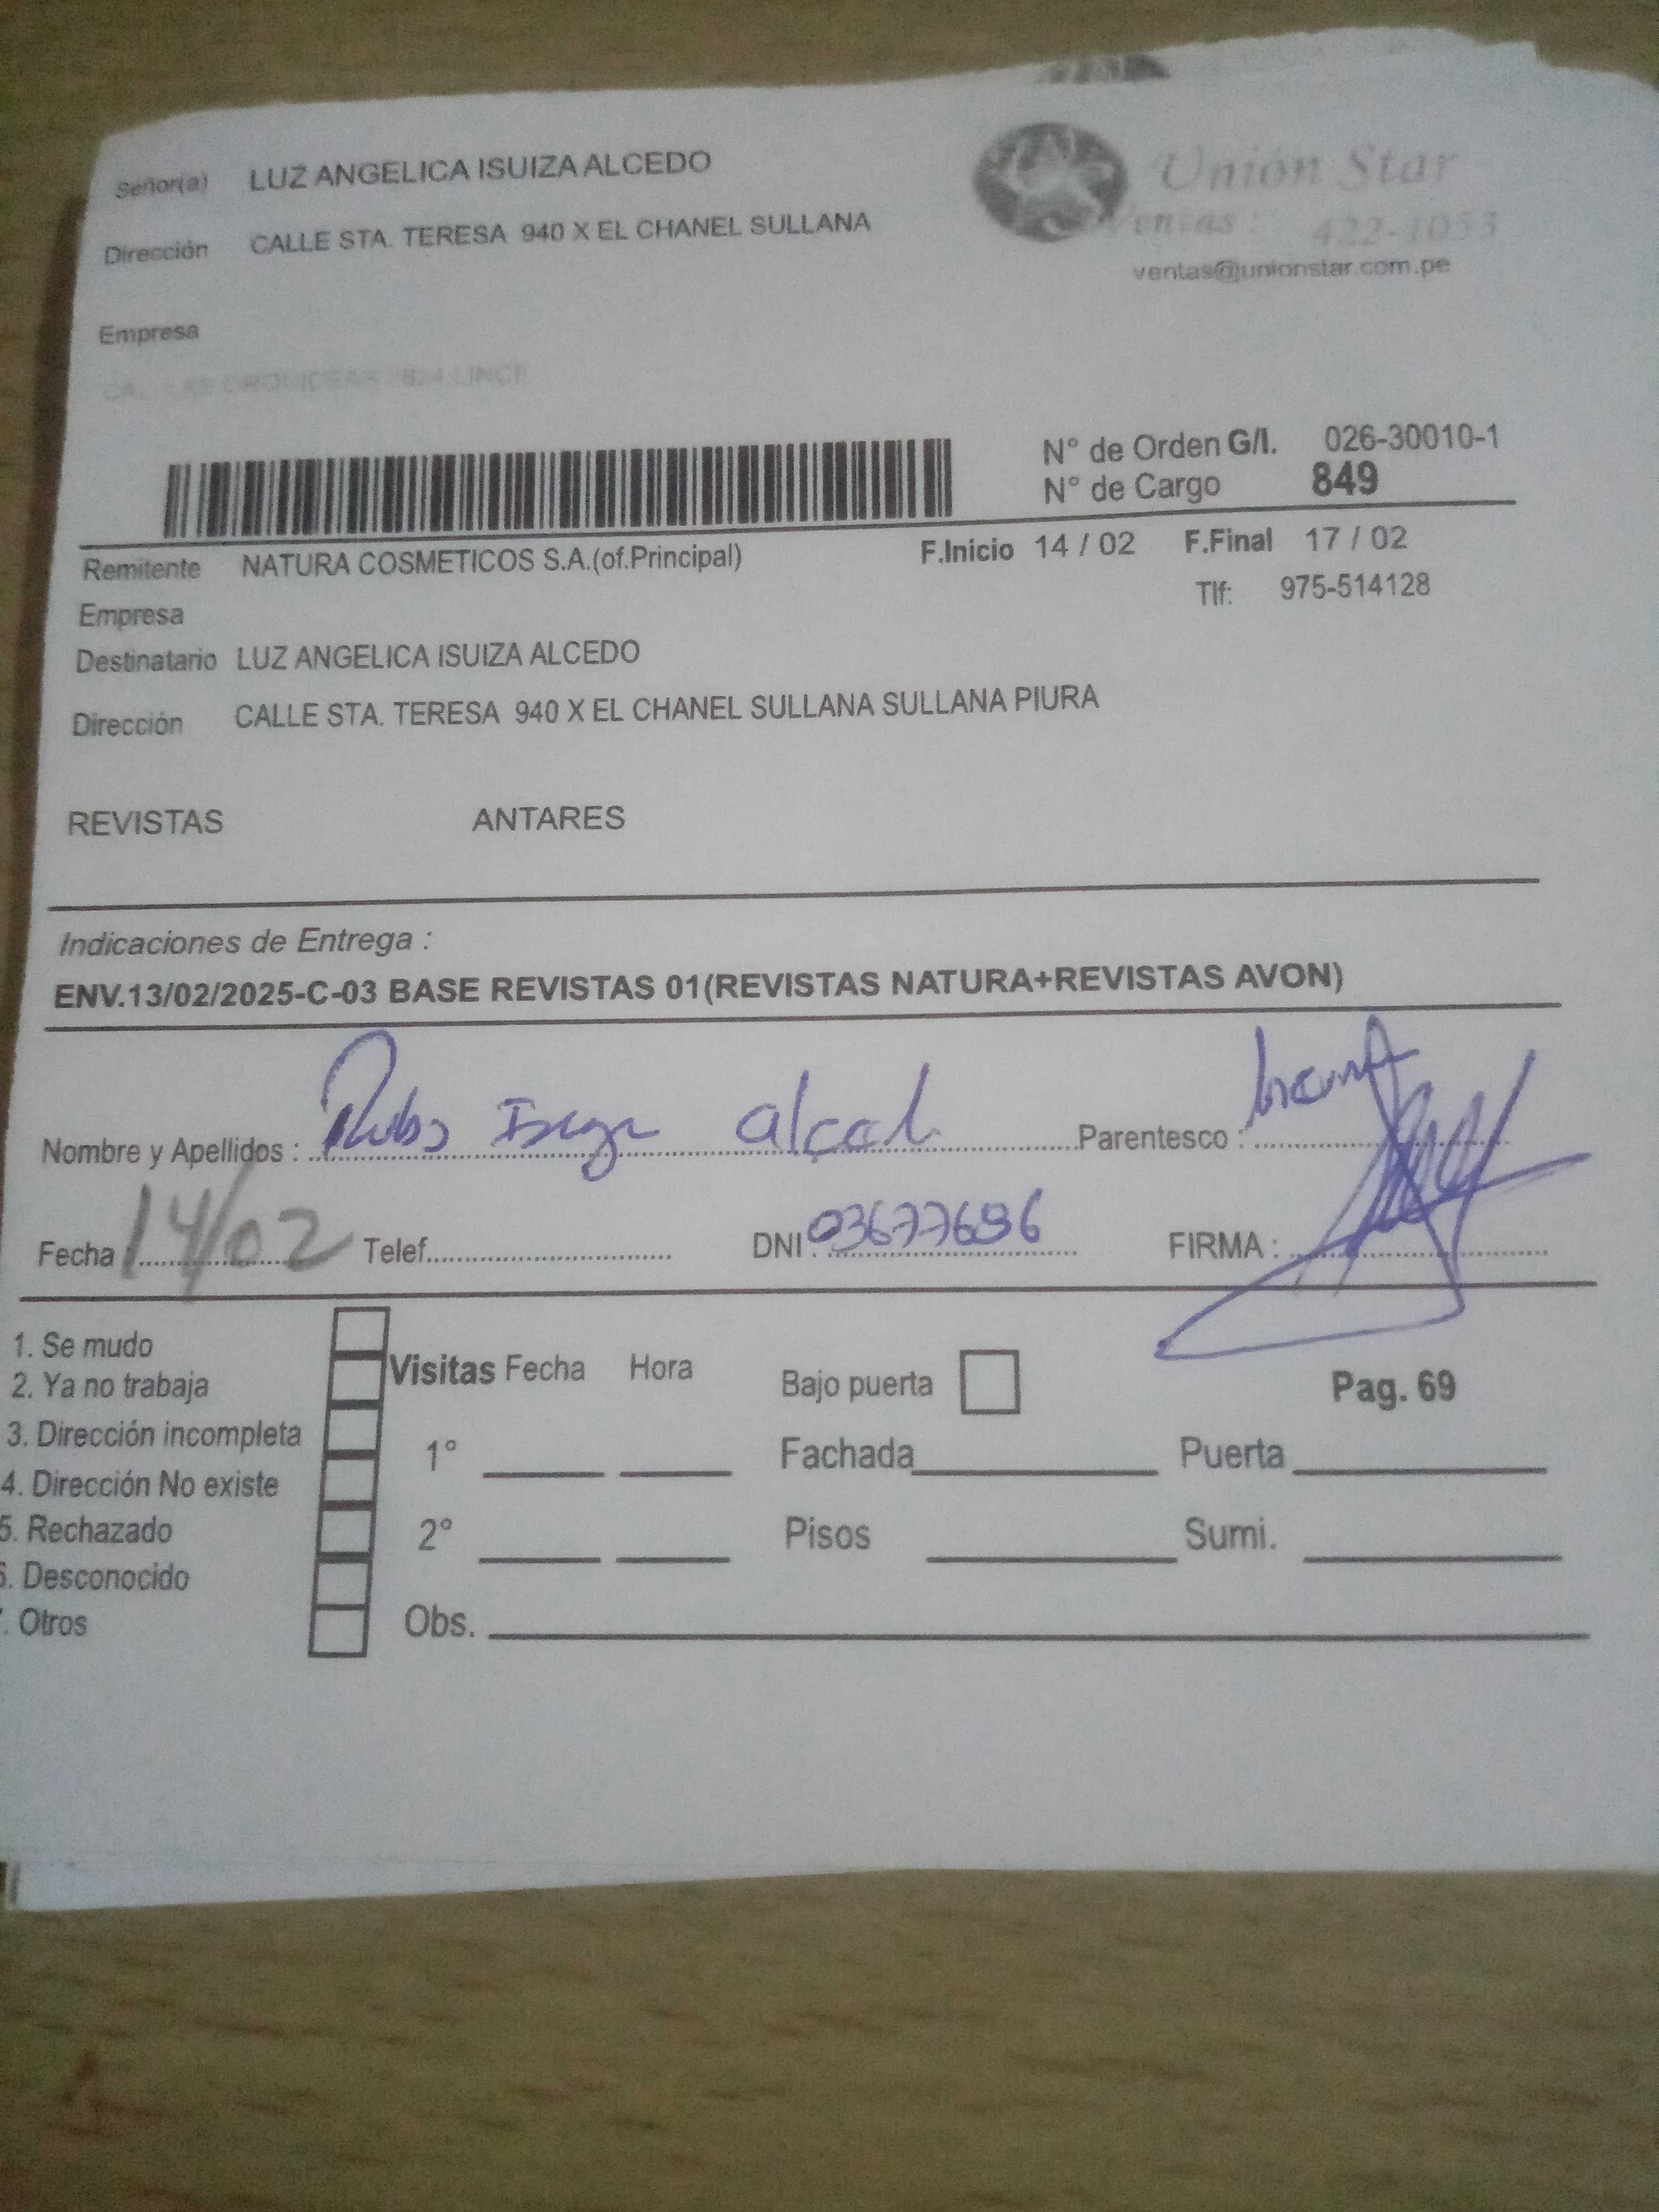 Señor(a) LUZ ANGELICA ISUIZA ALCEDO
Unión Star
Dirección CALLE STA. TERESA 940 X EL CHANEL SULLANA
Ventas: 422-1053
ventas@unionstar.com.pe
Empresa
CAL. LAS ORQUIDEAS LINCE
N° de Orden G/I. 026-30010-1
N° de Cargo 849
Remitente NATURA COSMETICOS S.A.(of.Principal) F.Inicio 14 / 02 F.Final 17 / 02
Empresa Tlf: 975-514128
Destinatario LUZ ANGELICA ISUIZA ALCEDO
Dirección CALLE STA. TERESA 940 X EL CHANEL SULLANA SULLANA PIURA
REVISTAS ANTARES
Indicaciones de Entrega :
ENV.13/02/2025-C-03 BASE REVISTAS 01(REVISTAS NATURA+REVISTAS AVON)
Nombre y Apellidos : Parentesco :
Fecha 14/02 Telef. DNI : 03677686 FIRMA :
1. Se mudo
2. Ya no trabaja
3. Dirección incompleta
4. Dirección No existe
5. Rechazado
6. Desconocido
. Otros
Visitas Fecha Hora Bajo puerta Pag. 69
1° Fachada Puerta
2° Pisos Sumi.
Obs.